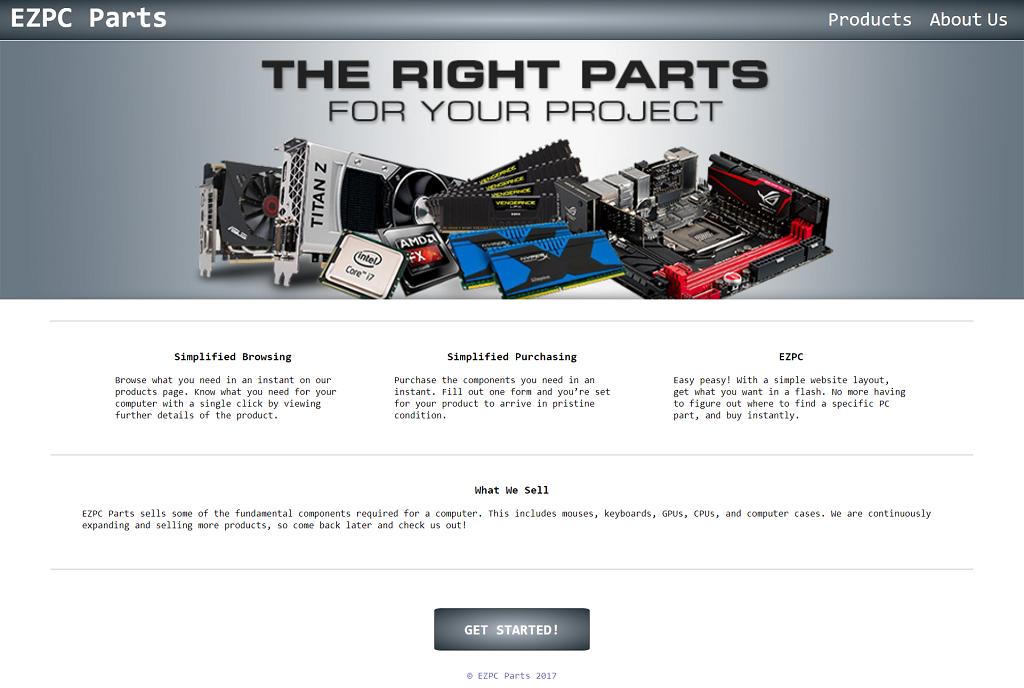 EZPC Parts
Products About Us
THE RIGHT PARTS
FOR YOUR PROJECT
TITAN Z
ASUS
VENGEANCE
VENGEANCE
VENGEANCE
VENGEANCE
AMD
FX
intel
Core™ i7
HYPERX
Simplified Browsing
Browse what you need in an instant on our
products page. Know what you need for your
computer with a single click by viewing
further details of the product.
Simplified Purchasing
Purchase the components you need in an
instant. Fill out one form and you’re set
for your product to arrive in pristine
condition.
EZPC
Easy peasy! With a simple website layout,
get what you want in a flash. No more having
to figure out where to find a specific PC
part, and buy instantly.
What We Sell
EZPC Parts sells some of the fundamental components required for a computer. This includes mouses, keyboards, GPUs, CPUs, and computer cases. We are continuously
expanding and selling more products, so come back later and check us out!
GET STARTED!
© EZPC Parts 2017